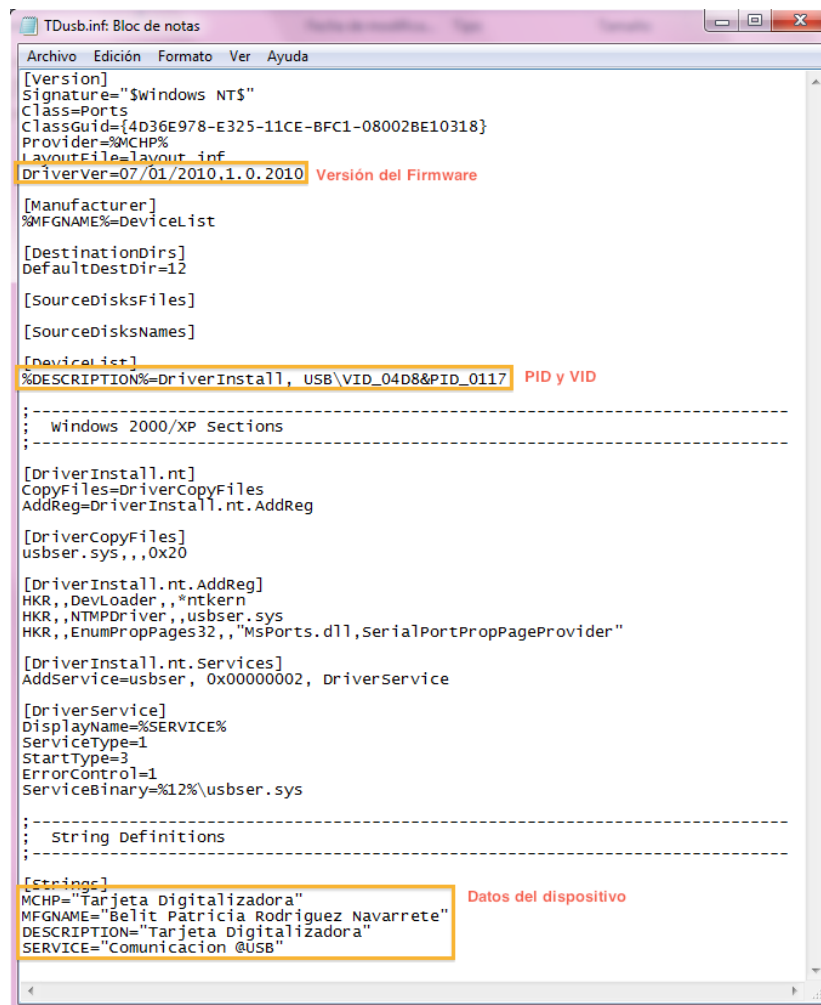 TDusb.inf: Bloc de notas
Archivo Edición Formato Ver Ayuda
[Version]
Signature="$Windows NT$"
Class=Ports
ClassGuid={4D36E978-E325-11CE-BFC1-08002BE10318}
Provider=%MCHP%
LayoutFile=layout.inf
DriverVer=07/01/2010,1.0.2010 Versión del Firmware
[Manufacturer]
%MFGNAME%=DeviceList
[DestinationDirs]
DefaultDestDir=12
[SourceDisksFiles]
[SourceDisksNames]
[DeviceList]
%DESCRIPTION%=DriverInstall, USB\VID_04D8&PID_0117 PID y VID
;------------------------------------------------------------------------------
; Windows 2000/XP Sections
;------------------------------------------------------------------------------
[DriverInstall.nt]
CopyFiles=DriverCopyFiles
AddReg=DriverInstall.nt.AddReg
[DriverCopyFiles]
usbser.sys,,,0x20
[DriverInstall.nt.AddReg]
HKR,,DevLoader,,*ntkern
HKR,,NTMPDriver,,usbser.sys
HKR,,EnumPropPages32,,"MsPorts.dll,SerialPortPropPageProvider"
[DriverInstall.nt.Services]
AddService=usbser, 0x00000002, DriverService
[DriverService]
DisplayName=%SERVICE%
ServiceType=1
StartType=3
ErrorControl=1
ServiceBinary=%12%\usbser.sys
;------------------------------------------------------------------------------
; String Definitions
;------------------------------------------------------------------------------
[Strings]
MCHP="Tarjeta Digitalizadora" Datos del dispositivo
MFGNAME="Belit Patricia Rodriguez Navarrete"
DESCRIPTION="Tarjeta Digitalizadora"
SERVICE="Comunicacion @USB"